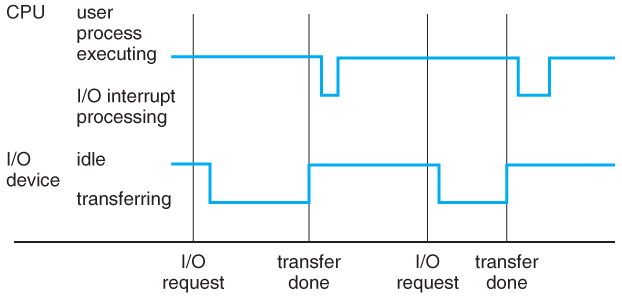 CPU
user
process
executing
I/O interrupt
processing
I/O
device
idle
transferring
I/O
request
transfer
done
I/O
request
transfer
done